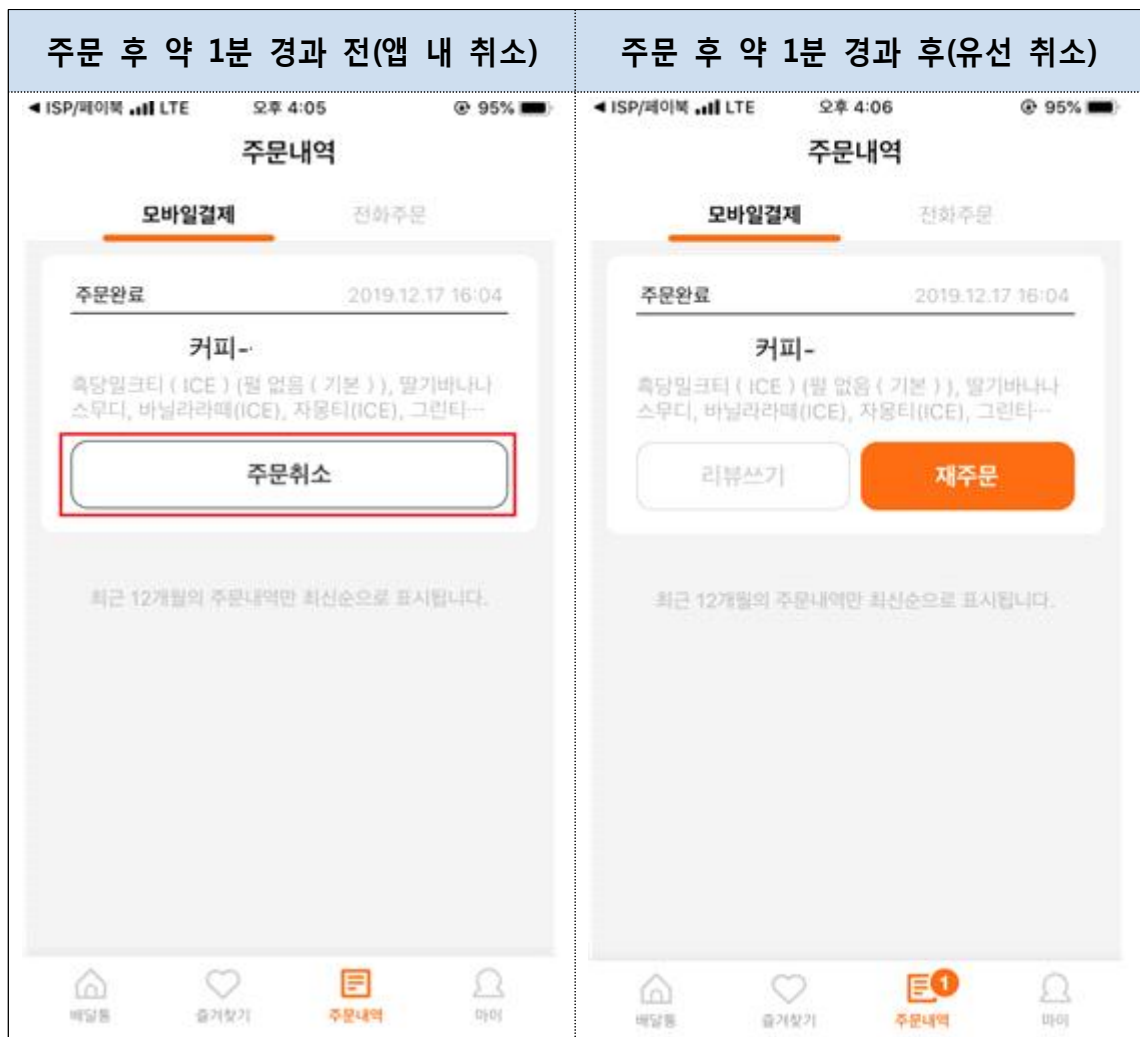 주문 후 약 1분 경과 전(앱 내 취소)
주문 후 약 1분 경과 후(유선 취소)
◀ ISP/페이북 LTE 오후 4:05 95%
주문내역
모바일결제 전화주문
주문완료 2019.12.17 16:04
커피-
흑당밀크티 ( ICE ) (펄 없음 ( 기본 ) ), 딸기바나나
스무디, 바닐라라떼(ICE), 자몽티(ICE), 그린티…
주문취소
최근 12개월의 주문내역만 최신순으로 표시됩니다.
배달통 즐겨찾기 주문내역 마이
◀ ISP/페이북 LTE 오후 4:06 95%
주문내역
모바일결제 전화주문
주문완료 2019.12.17 16:04
커피-
흑당밀크티 ( ICE ) (펄 없음 ( 기본 ) ), 딸기바나나
스무디, 바닐라라떼(ICE), 자몽티(ICE), 그린티…
리뷰쓰기 재주문
최근 12개월의 주문내역만 최신순으로 표시됩니다.
1
배달통 즐겨찾기 주문내역 마이